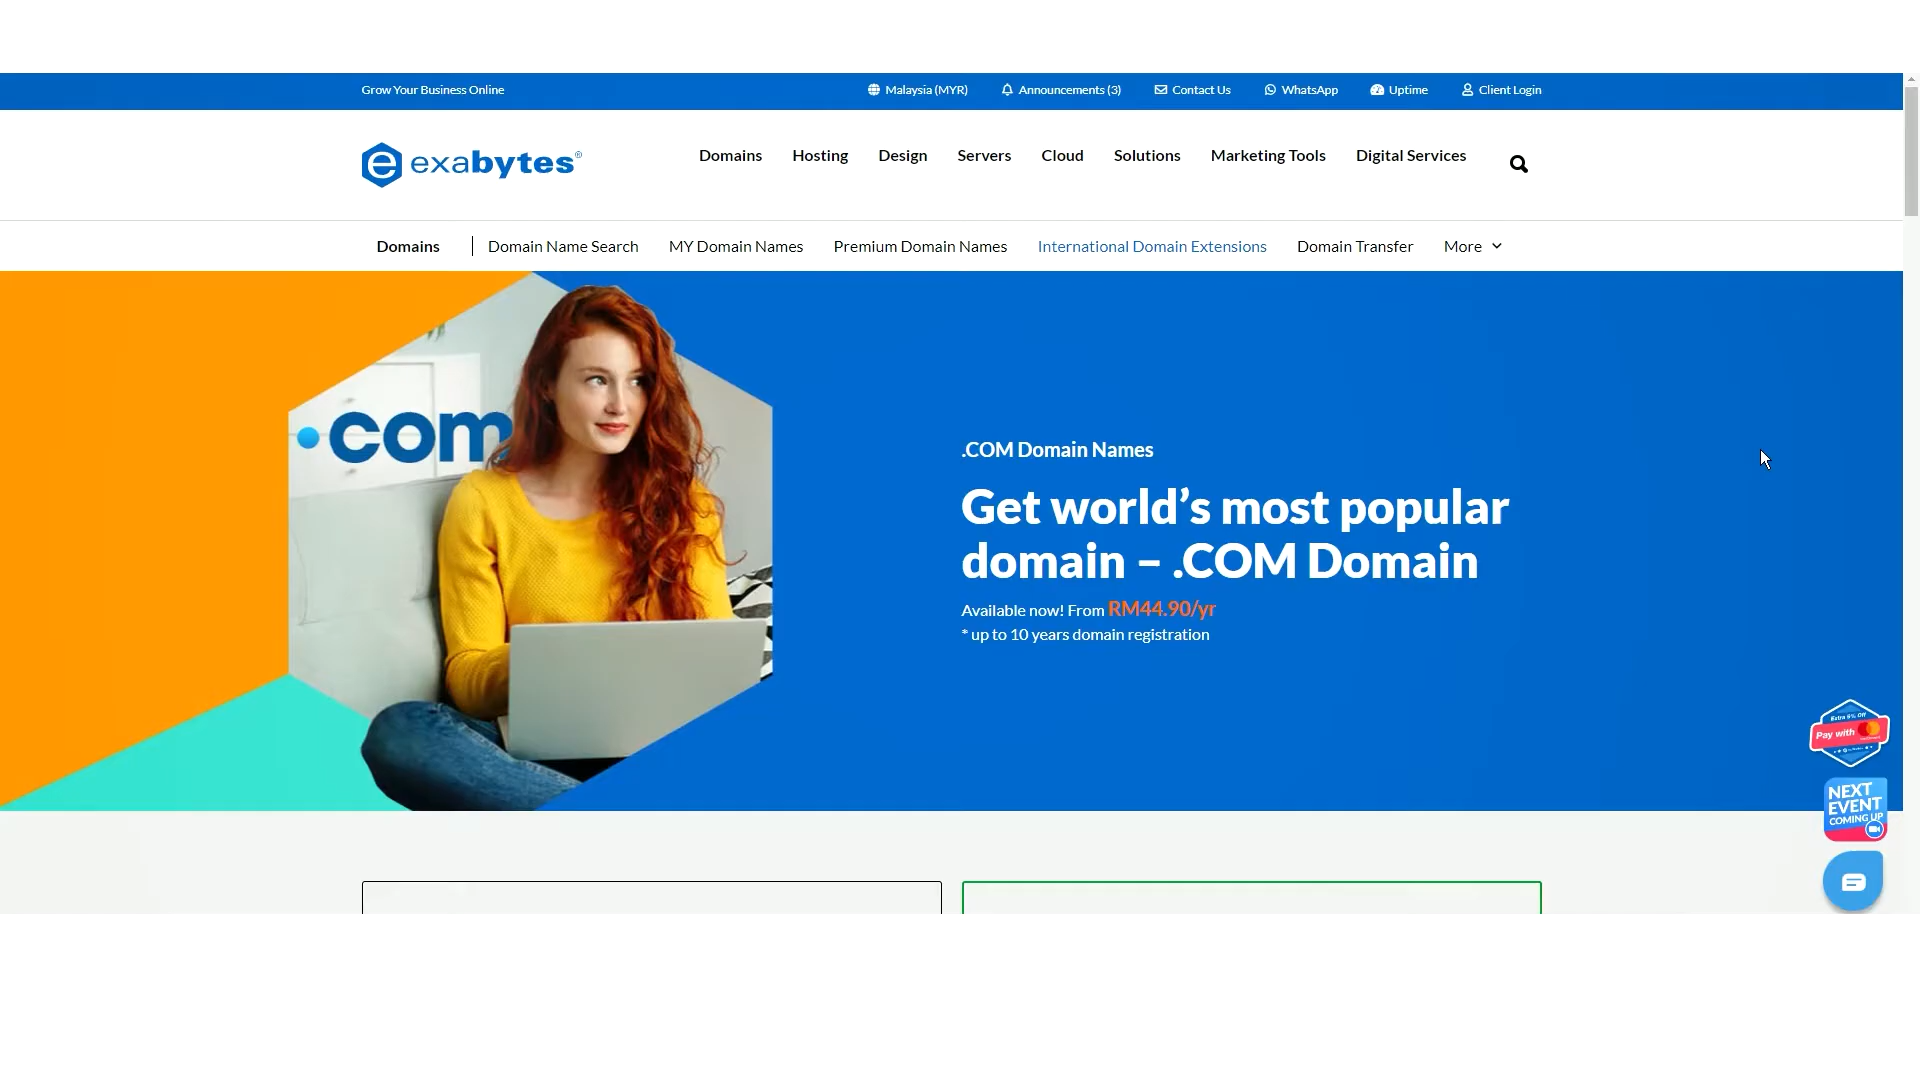 Grow Your Business Online
Malaysia (MYR)
Announcements (3)
Contact Us
WhatsApp
Uptime
Client Login
e exabytes®
Domains
Hosting
Design
Servers
Cloud
Solutions
Marketing Tools
Digital Services
Domains
Domain Name Search
MY Domain Names
Premium Domain Names
International Domain Extensions
Domain Transfer
More
.com
.COM Domain Names
Get world’s most popular
domain – .COM Domain
Available now! From RM44.90/yr
* up to 10 years domain registration
Extra 5% Off
Pay with
NEXT
EVENT
COMING UP